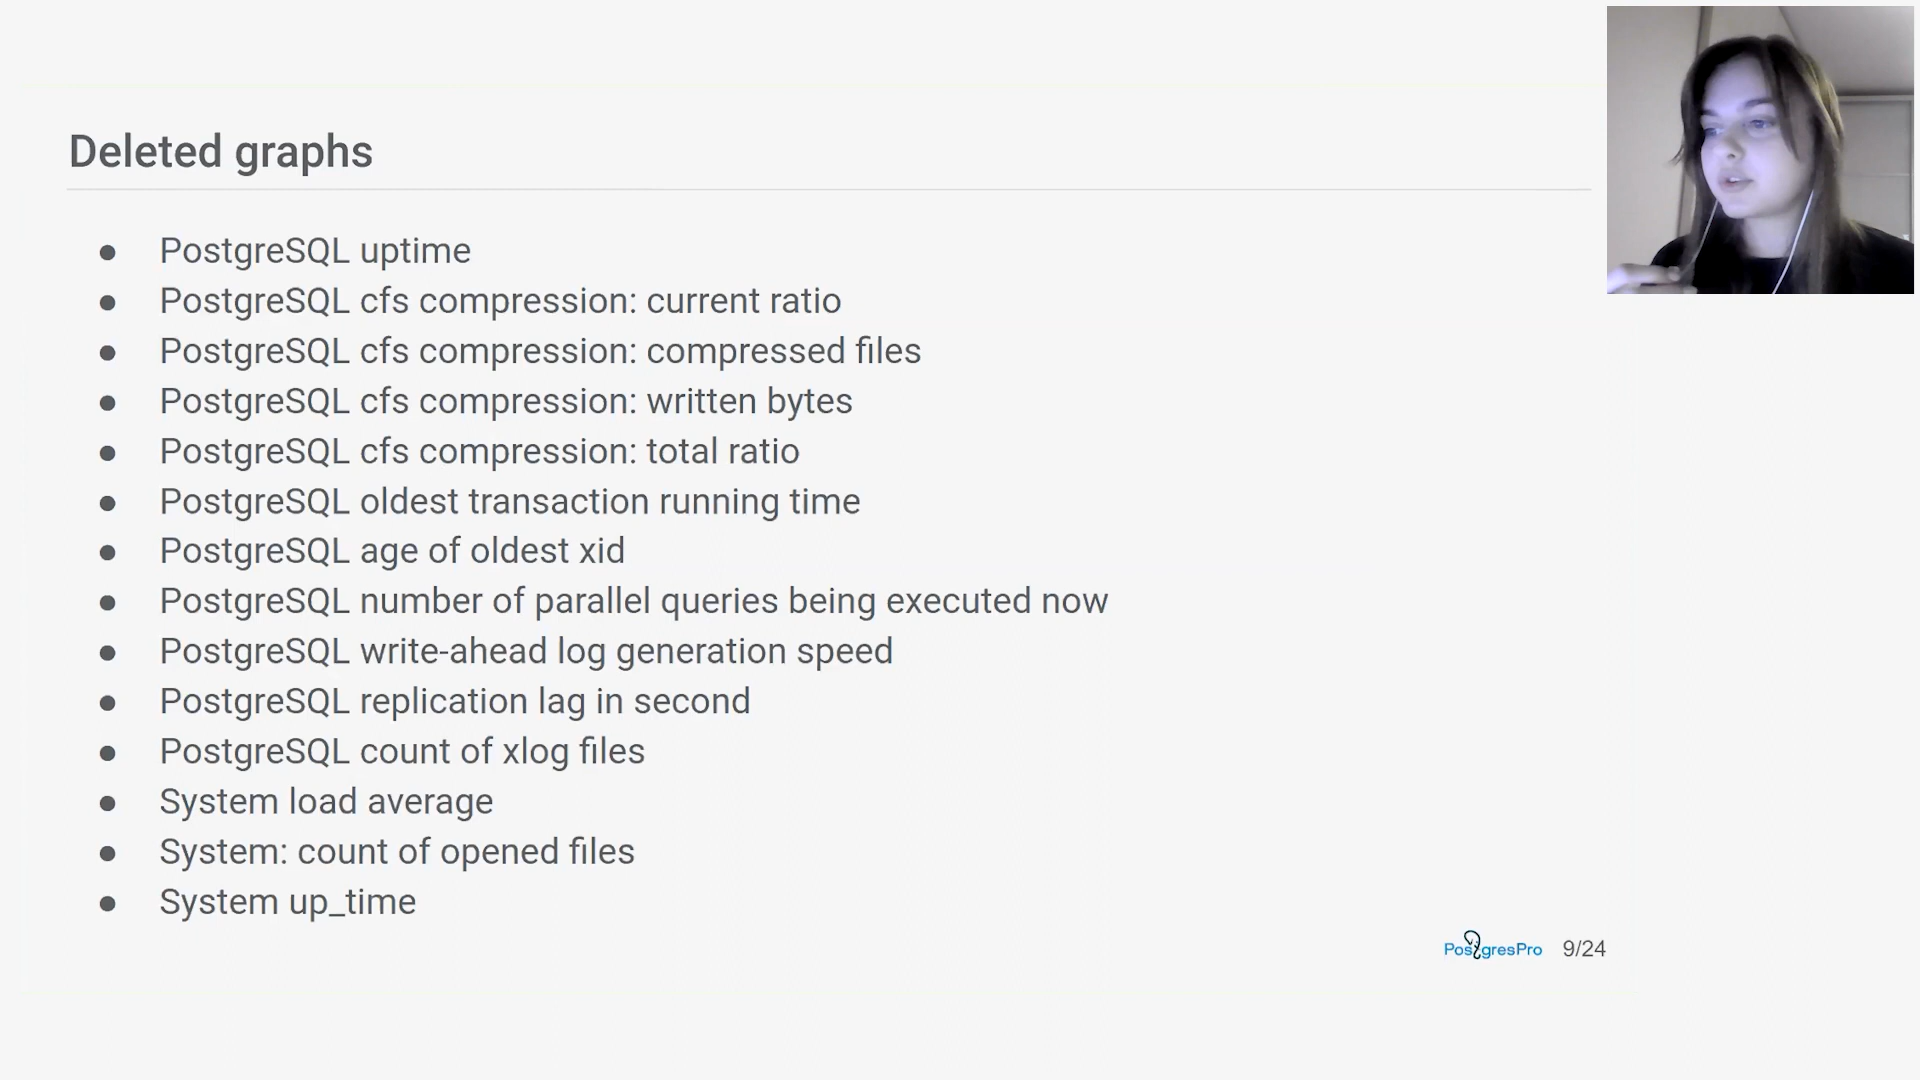 Deleted graphs
● PostgreSQL uptime
● PostgreSQL cfs compression: current ratio
● PostgreSQL cfs compression: compressed files
● PostgreSQL cfs compression: written bytes
● PostgreSQL cfs compression: total ratio
● PostgreSQL oldest transaction running time
● PostgreSQL age of oldest xid
● PostgreSQL number of parallel queries being executed now
● PostgreSQL write-ahead log generation speed
● PostgreSQL replication lag in second
● PostgreSQL count of xlog files
● System load average
● System: count of opened files
● System up_time
PostgresPro 9/24